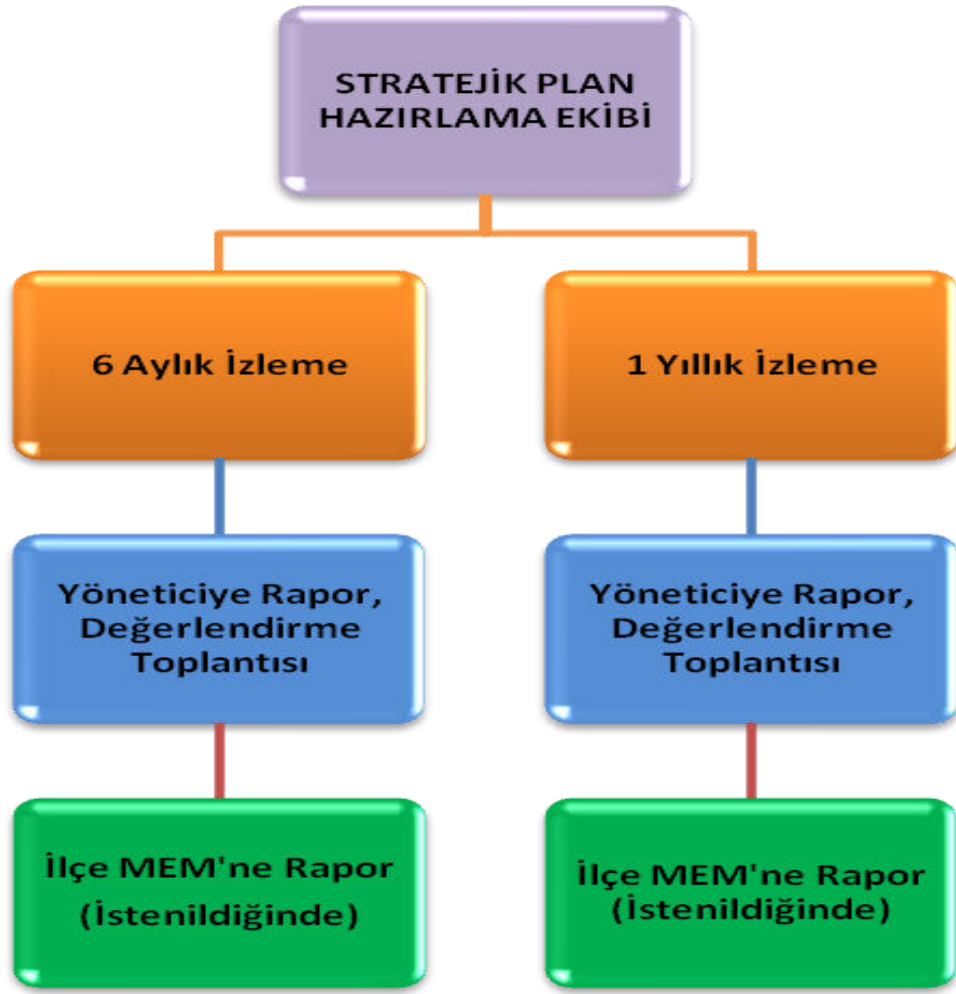 STRATEJİK PLAN
HAZIRLAMA EKİBİ
6 Aylık İzleme
1 Yıllık İzleme
Yöneticiye Rapor,
Değerlendirme
Toplantısı
Yöneticiye Rapor,
Değerlendirme
Toplantısı
İlçe MEM'ne Rapor
(İstenildiğinde)
İlçe MEM'ne Rapor
(İstenildiğinde)